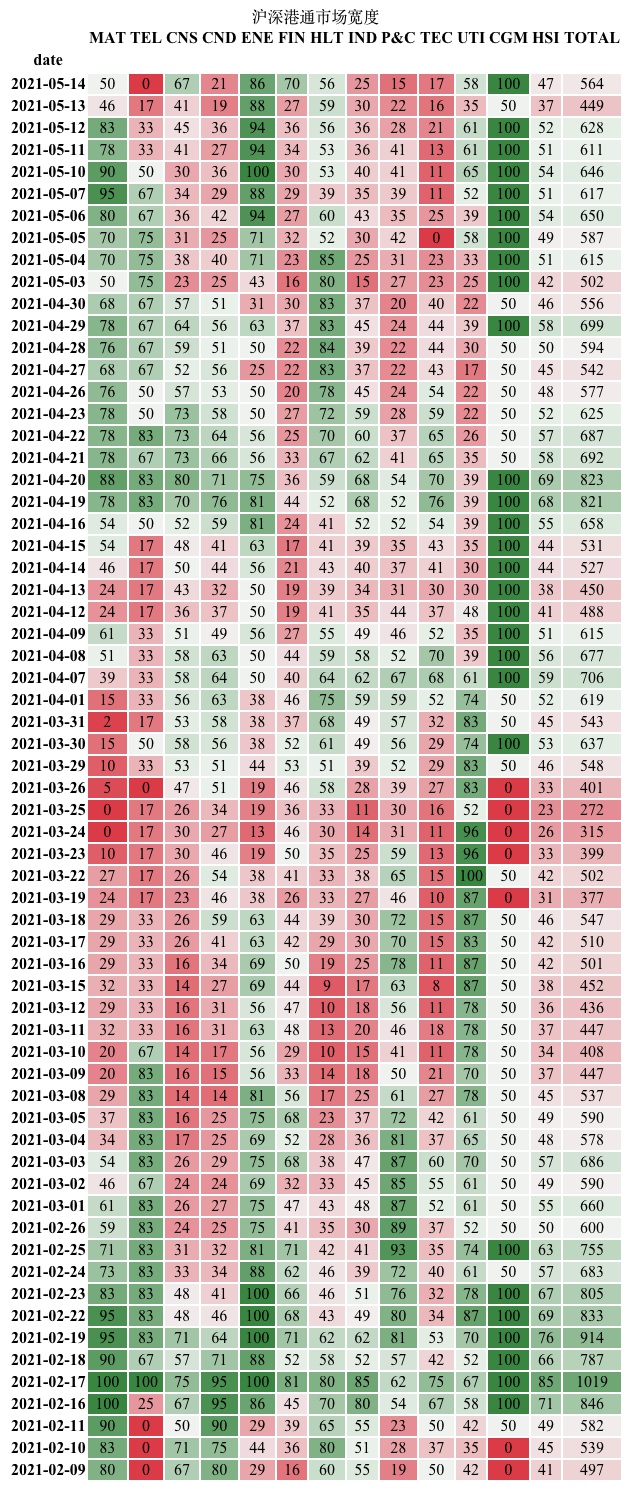 沪深港通市场宽度
MAT TEL CNS CND ENE FIN HLT IND P&C TEC UTI CGM HSI TOTAL
date
2021-05-14 50 0 67 21 86 70 56 25 15 17 58 100 47 564
2021-05-13 46 17 41 19 88 27 59 30 22 16 35 50 37 449
2021-05-12 83 33 45 36 94 36 56 36 28 21 61 100 52 628
2021-05-11 78 33 41 27 94 34 53 36 41 13 61 100 51 611
2021-05-10 90 50 30 36 100 30 53 40 41 11 65 100 54 646
2021-05-07 95 67 34 29 88 29 39 35 39 11 52 100 51 617
2021-05-06 80 67 36 42 94 27 60 43 35 25 39 100 54 650
2021-05-05 70 75 31 25 71 32 52 30 42 0 58 100 49 587
2021-05-04 70 75 38 40 71 23 85 25 31 23 33 100 51 615
2021-05-03 50 75 23 25 43 16 80 15 27 23 25 100 42 502
2021-04-30 68 67 57 51 31 30 83 37 20 40 22 50 46 556
2021-04-29 78 67 64 56 63 37 83 45 24 44 39 100 58 699
2021-04-28 76 67 59 51 50 22 84 39 22 44 30 50 50 594
2021-04-27 68 67 52 56 25 22 83 37 22 43 17 50 45 542
2021-04-26 76 50 57 53 50 20 78 45 24 54 22 50 48 577
2021-04-23 78 50 73 58 50 27 72 59 28 59 22 50 52 625
2021-04-22 78 83 73 64 56 25 70 60 37 65 26 50 57 687
2021-04-21 78 67 73 66 56 33 67 62 41 65 35 50 58 692
2021-04-20 88 83 80 71 75 36 59 68 54 70 39 100 69 823
2021-04-19 78 83 70 76 81 44 52 68 52 76 39 100 68 821
2021-04-16 54 50 52 59 81 24 41 52 52 54 39 100 55 658
2021-04-15 54 17 48 41 63 17 41 39 35 43 35 100 44 531
2021-04-14 46 17 50 44 56 21 43 40 37 41 30 100 44 527
2021-04-13 24 17 43 32 50 19 39 34 31 30 30 100 38 450
2021-04-12 24 17 36 37 50 19 41 35 44 37 48 100 41 488
2021-04-09 61 33 51 49 56 27 55 49 46 52 35 100 51 615
2021-04-08 51 33 58 63 50 44 59 58 52 70 39 100 56 677
2021-04-07 39 33 58 64 50 40 64 62 67 68 61 100 59 706
2021-04-01 15 33 56 63 38 46 75 59 59 52 74 50 52 619
2021-03-31 2 17 53 58 38 37 68 49 57 32 83 50 45 543
2021-03-30 15 50 58 56 38 52 61 49 56 29 74 100 53 637
2021-03-29 10 33 53 51 44 53 51 39 52 29 83 50 46 548
2021-03-26 5 0 47 51 19 46 58 28 39 27 83 0 33 401
2021-03-25 0 17 26 34 19 36 33 11 30 16 52 0 23 272
2021-03-24 0 17 30 27 13 46 30 14 31 11 96 0 26 315
2021-03-23 10 17 30 46 19 50 35 25 59 13 96 0 33 399
2021-03-22 27 17 26 54 38 41 33 38 65 15 100 50 42 502
2021-03-19 24 17 23 46 38 26 33 27 46 10 87 0 31 377
2021-03-18 29 33 26 59 63 44 39 30 72 15 87 50 46 547
2021-03-17 29 33 26 41 63 42 29 30 70 15 83 50 42 510
2021-03-16 29 33 16 34 69 50 19 25 78 11 87 50 42 501
2021-03-15 32 33 14 27 69 44 9 17 63 8 87 50 38 452
2021-03-12 29 33 16 31 56 47 10 18 56 11 78 50 36 436
2021-03-11 32 33 16 31 63 48 13 20 46 18 78 50 37 447
2021-03-10 20 67 14 17 56 29 10 15 41 11 78 50 34 408
2021-03-09 20 83 16 15 56 33 14 18 50 21 70 50 37 447
2021-03-08 29 83 14 14 81 56 17 25 61 27 78 50 45 537
2021-03-05 37 83 16 25 75 68 23 37 72 42 61 50 49 590
2021-03-04 34 83 17 25 69 52 28 36 81 37 65 50 48 578
2021-03-03 54 83 26 29 75 68 38 47 87 60 70 50 57 686
2021-03-02 46 67 24 24 69 32 33 45 85 55 61 50 49 590
2021-03-01 61 83 26 27 75 47 43 48 87 52 61 50 55 660
2021-02-26 59 83 24 25 75 41 35 30 89 37 52 50 50 600
2021-02-25 71 83 31 32 81 71 42 41 93 35 74 100 63 755
2021-02-24 73 83 33 34 88 62 46 39 72 40 61 50 57 683
2021-02-23 83 83 48 41 100 66 46 51 76 32 78 100 67 805
2021-02-22 95 83 48 46 100 68 43 49 80 34 87 100 69 833
2021-02-19 95 83 71 64 100 71 62 62 81 53 70 100 76 914
2021-02-18 90 67 57 71 88 52 58 52 57 42 52 100 66 787
2021-02-17 100 100 75 95 100 81 80 85 62 75 67 100 85 1019
2021-02-16 100 25 67 95 86 45 70 80 54 67 58 100 71 846
2021-02-11 90 0 50 90 29 39 65 55 23 50 42 50 49 582
2021-02-10 83 0 71 75 44 36 80 51 28 37 35 0 45 539
2021-02-09 80 0 67 80 29 16 60 55 19 50 42 0 41 497